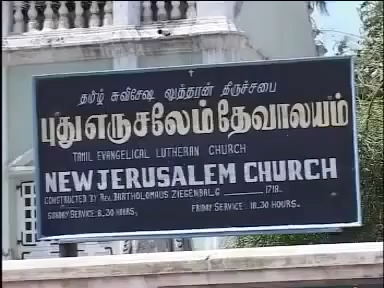 தமிழ் சுவிசேஷ லுத்தரன் திருச்சபை
புது எருசலேம் தேவாலயம்
TAMIL EVANGELICAL LUTHERAN CHURCH
NEW JERUSALEM CHURCH
CONSTRUCTED BY REV. BARTHOLOMAUS ZIEGENBALG 1718.
SUNDAY SERVICE: 8.30 HOURS, FRIDAY SERVICE: 18.30 HOURS.